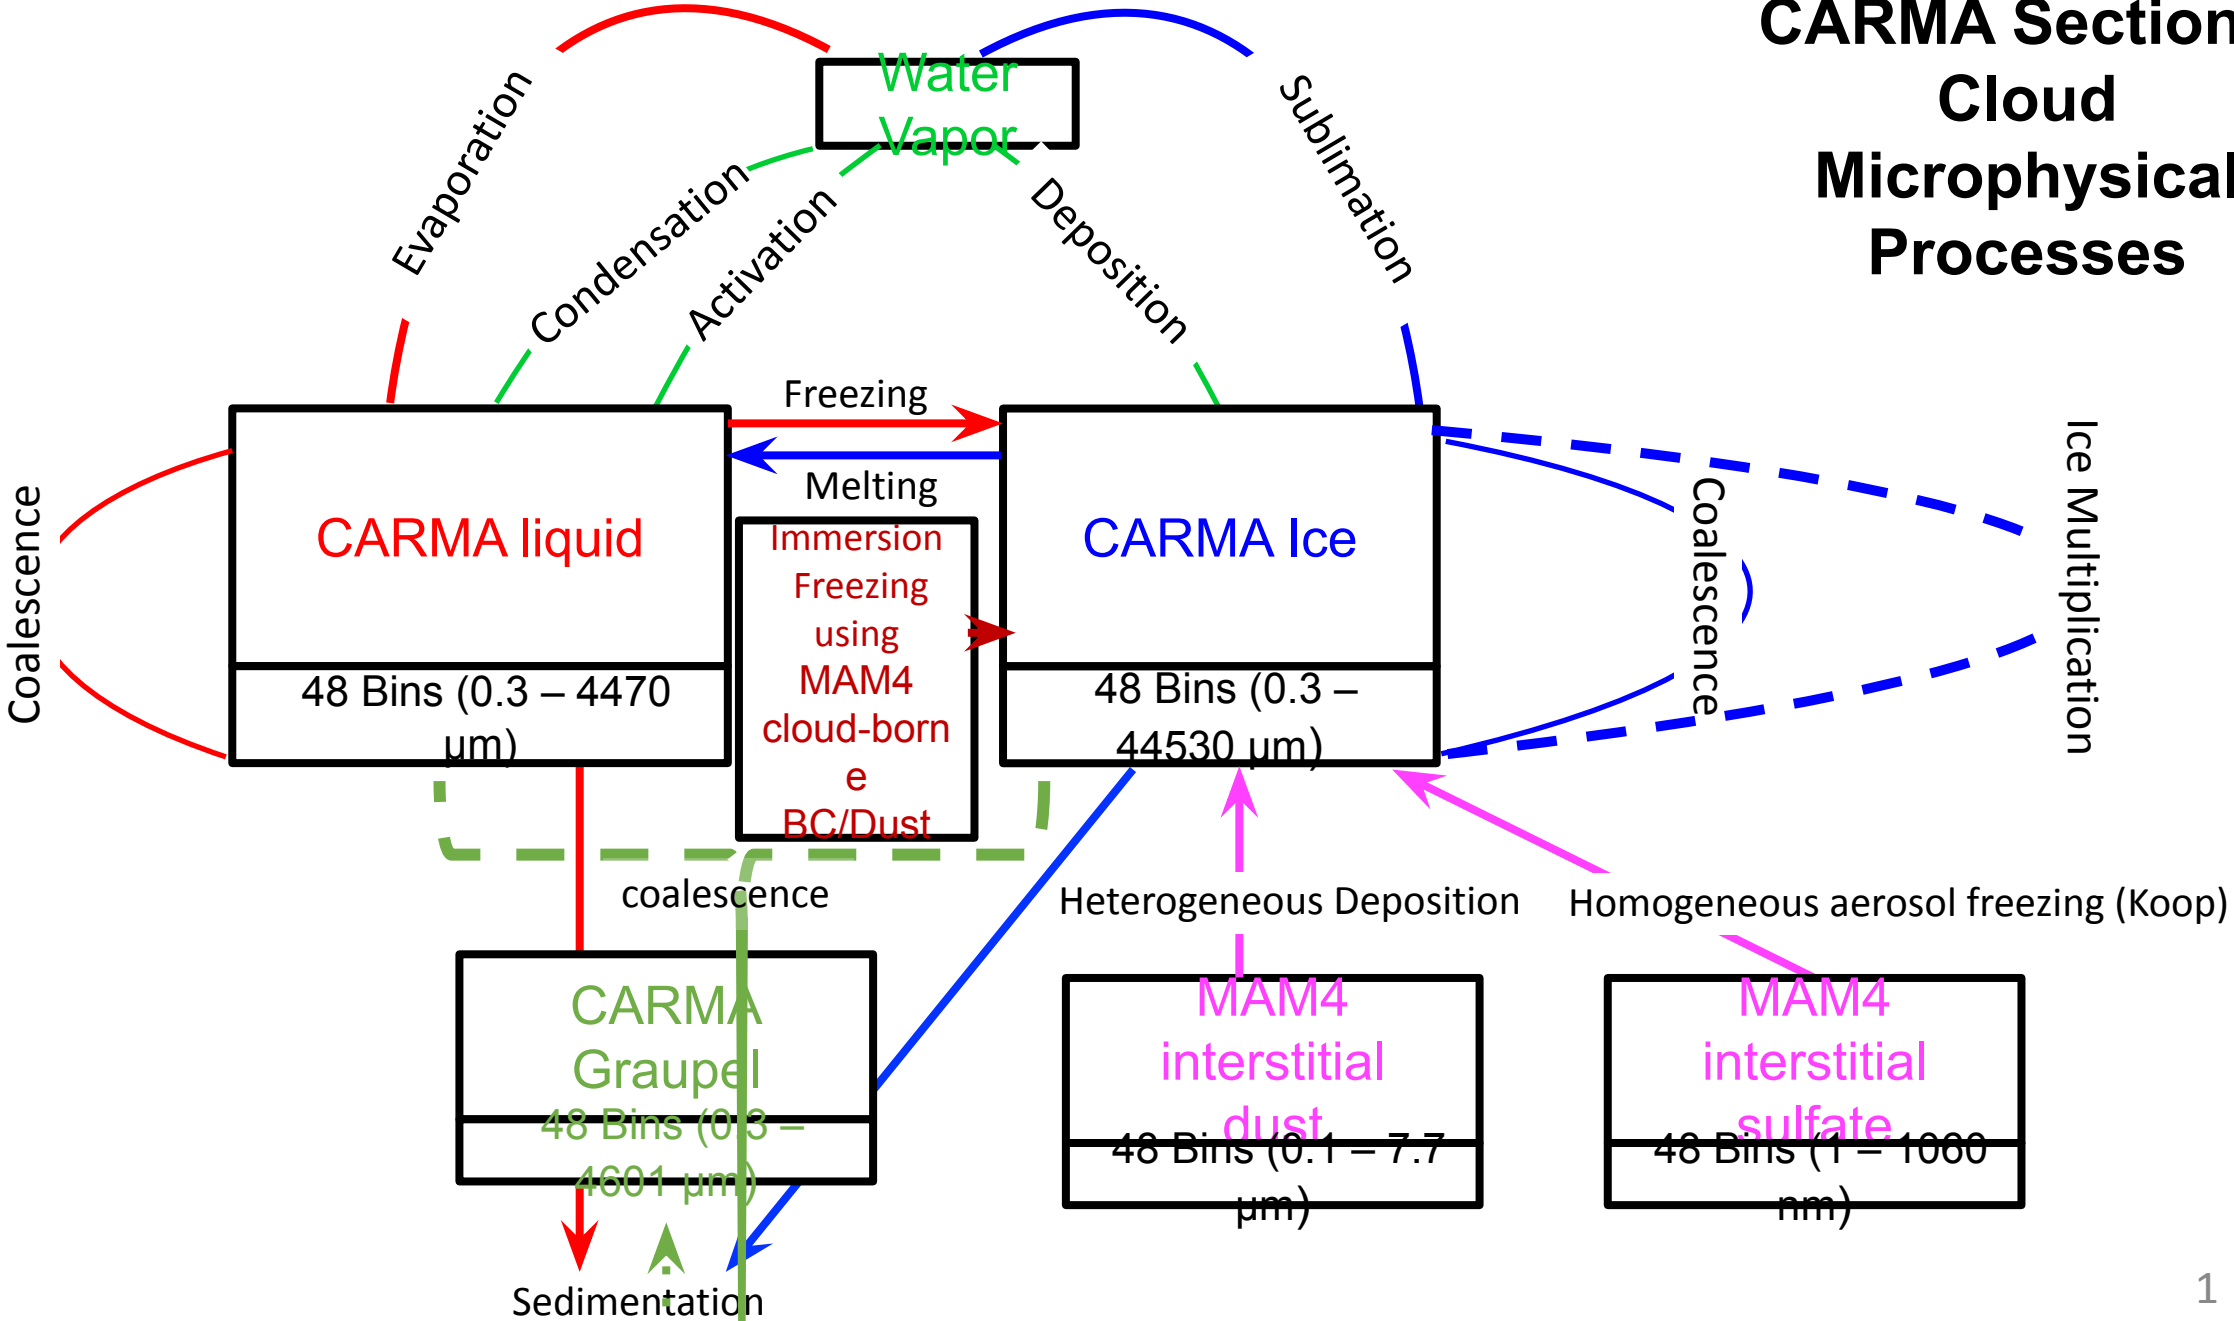 CARMA Section
Cloud
Microphysical
Processes
Water
Vapor
Evaporation
Condensation
Activation
Deposition
Sublimation
Freezing
Melting
Coalescence
CARMA liquid
48 Bins (0.3 – 4470
µm)
Immersion
Freezing
using
MAM4
cloud-born
e
BC/Dust
CARMA Ice
48 Bins (0.3 –
44530 µm)
Coalescence
Ice Multiplication
coalescence
Heterogeneous Deposition
Homogeneous aerosol freezing (Koop)
CARMA
Graupel
48 Bins (0.3 –
4601 µm)
MAM4
interstitial
dust
48 Bins (0.1 – 7.7
µm)
MAM4
interstitial
sulfate
48 Bins (1 – 1060
nm)
Sedimentation
1